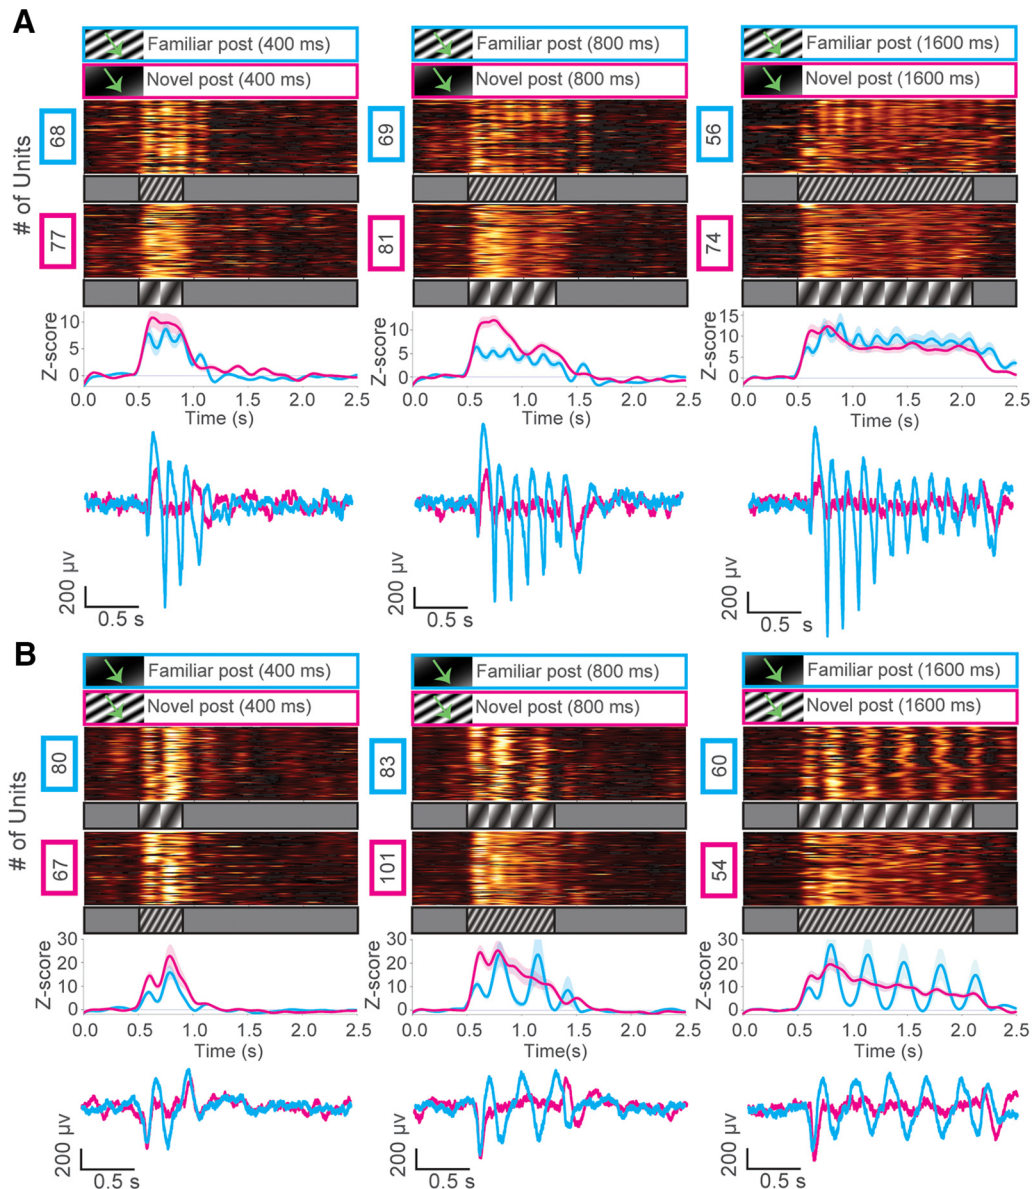 A
Familiar post (400 ms) Familiar post (800 ms) Familiar post (1600 ms)
Novel post (400 ms) Novel post (800 ms) Novel post (1600 ms)
# of Units
68 69 56
77 81 74
Z-score 10 5 0
Z-score 15 10 5 0
Z-score 15 10 5 0
0.0 0.5 1.0 1.5 2.0 2.5 0.0 0.5 1.0 1.5 2.0 2.5 0.0 0.5 1.0 1.5 2.0 2.5
Time (s) Time (s) Time (s)
200 μv 200 μv 200 μv
0.5 s 0.5 s 0.5 s
B
Familiar post (400 ms) Familiar post (800 ms) Familiar post (1600 ms)
Novel post (400 ms) Novel post (800 ms) Novel post (1600 ms)
# of Units
80 83 60
67 101 54
Z-score 30 20 10 0
Z-score 30 20 10 0
Z-score 30 20 10 0
0.0 0.5 1.0 1.5 2.0 2.5 0.0 0.5 1.0 1.5 2.0 2.5 0.0 0.5 1.0 1.5 2.0 2.5
Time (s) Time(s) Time (s)
200 μv 200 μv 200 μv
0.5 s 0.5 s 0.5 s